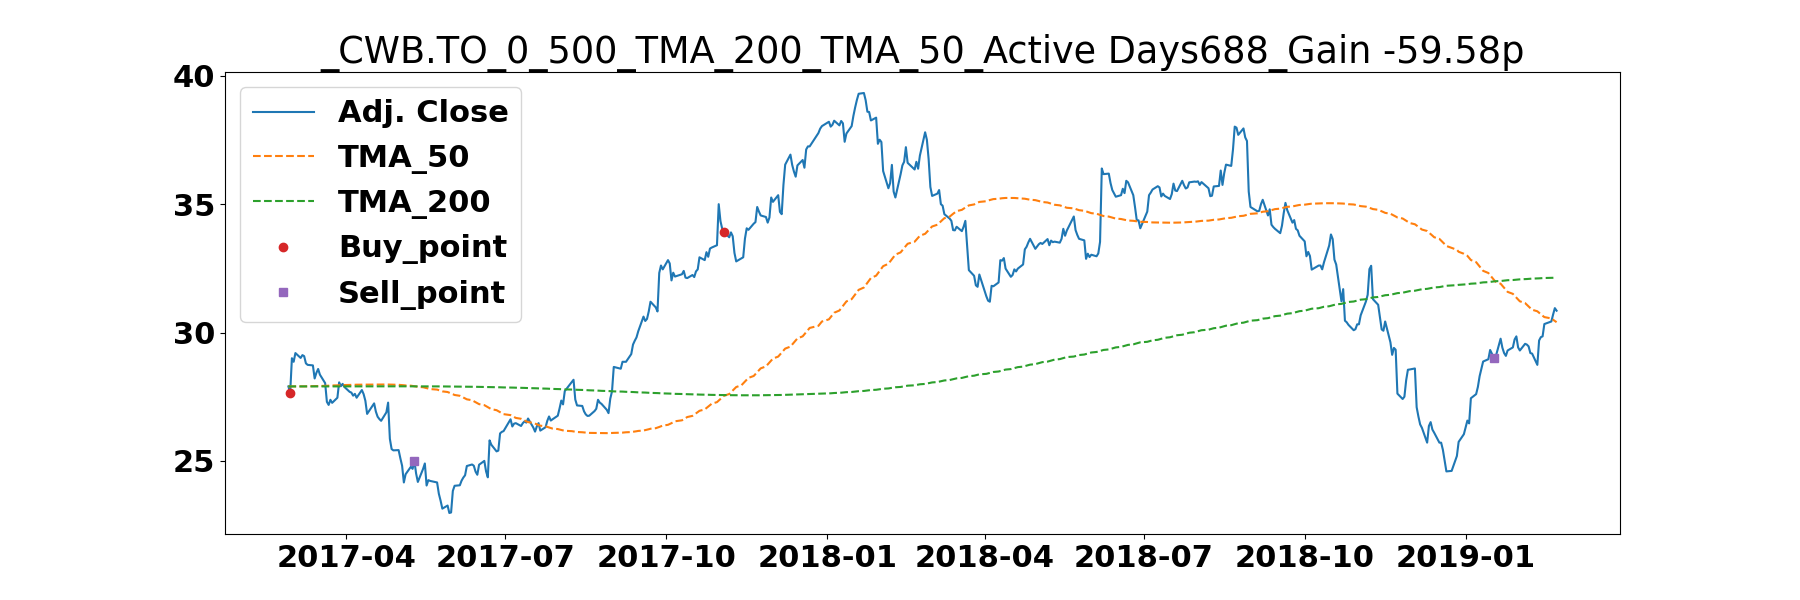 _CWB.TO_0_500_TMA_200_TMA_50_Active Days688_Gain -59.58p
40
35
30
25
Adj. Close
TMA_50
TMA_200
Buy_point
Sell_point
2017-04 2017-07 2017-10 2018-01 2018-04 2018-07 2018-10 2019-01